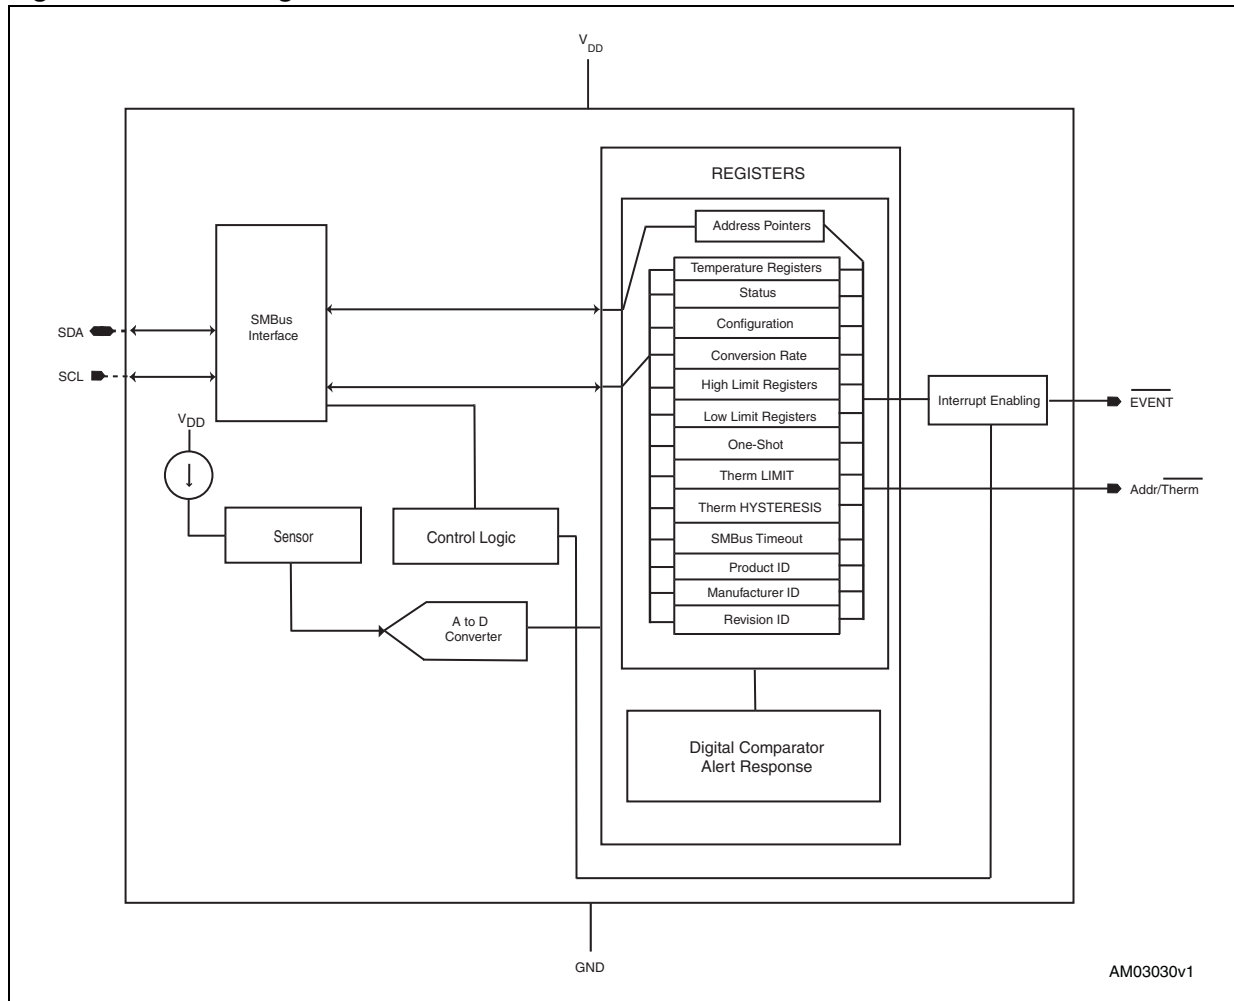 VDD
REGISTERS
Address Pointers
Temperature Registers
Status
Configuration
Conversion Rate
High Limit Registers
Low Limit Registers
One-Shot
Therm LIMIT
Therm HYSTERESIS
SMBus Timeout
Product ID
Manufacturer ID
Revision ID
SMBus
Interface
SDA
SCL
VDD
Sensor
Control Logic
A to D
Converter
Digital Comparator
Alert Response
Interrupt Enabling
EVENT
Addr/Therm
GND
AM03030v1